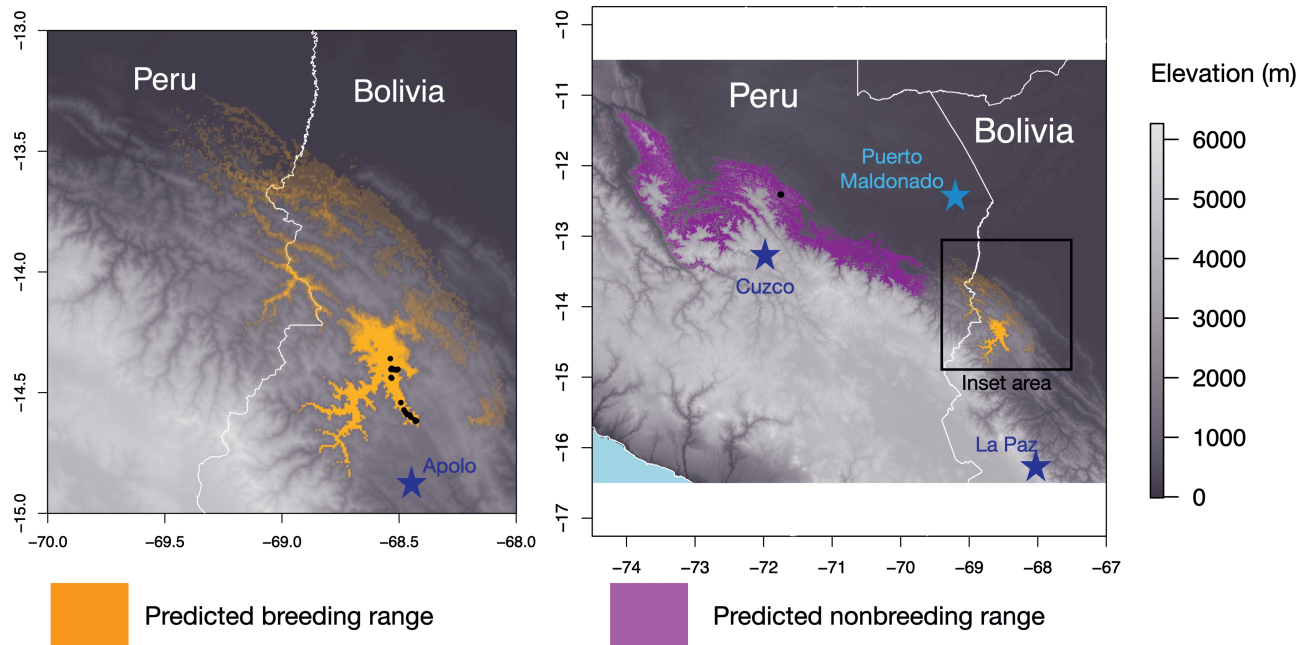 −13.0
−13.5
−14.0
−14.5
−15.0
−70.0
−69.5
−69.0
−68.5
−68.0
Peru
Bolivia
Apolo
Predicted breeding range
−10
−11
−12
−13
−14
−15
−16
−17
−74
−73
−72
−71
−70
−69
−68
−67
Peru
Bolivia
Puerto
Maldonado
Cuzco
Inset area
La Paz
Predicted nonbreeding range
Elevation (m)
6000
5000
4000
3000
2000
1000
0